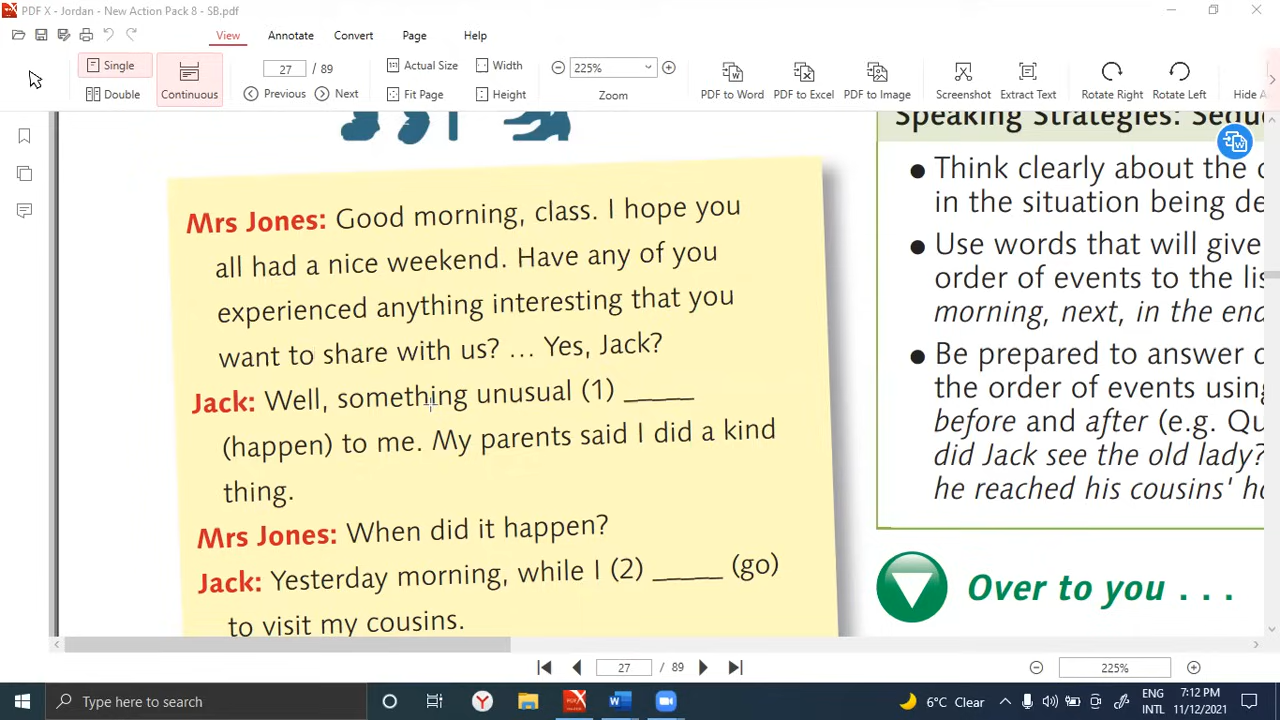 PDF X - Jordan - New Action Pack 8 - SB.pdf
View Annotate Convert Page Help
Single
Double
Continuous
27 / 89
Previous Next
Actual Size
Fit Page
Width
Height
225%
Zoom
PDF to Word
PDF to Excel
PDF to Image
Screenshot
Extract Text
Rotate Right
Rotate Left
Hide
Mrs Jones: Good morning, class. I hope you
all had a nice weekend. Have any of you
experienced anything interesting that you
want to share with us? ... Yes, Jack?
Jack: Well, something unusual (1) _____
(happen) to me. My parents said I did a kind
thing.
Mrs Jones: When did it happen?
Jack: Yesterday morning, while I (2) _____ (go)
to visit my cousins.
Speaking Strategies:
Think clearly about the
in the situation being
Use words that will give
order of events to the
morning, next, in the end
Be prepared to answer
the order of events using
before and after (e.g.
did Jack see the old lady?
he reached his cousins'
Over to you . . .
27 / 89
225%
Type here to search
6°C Clear
ENG
INTL
7:12 PM
11/12/2021